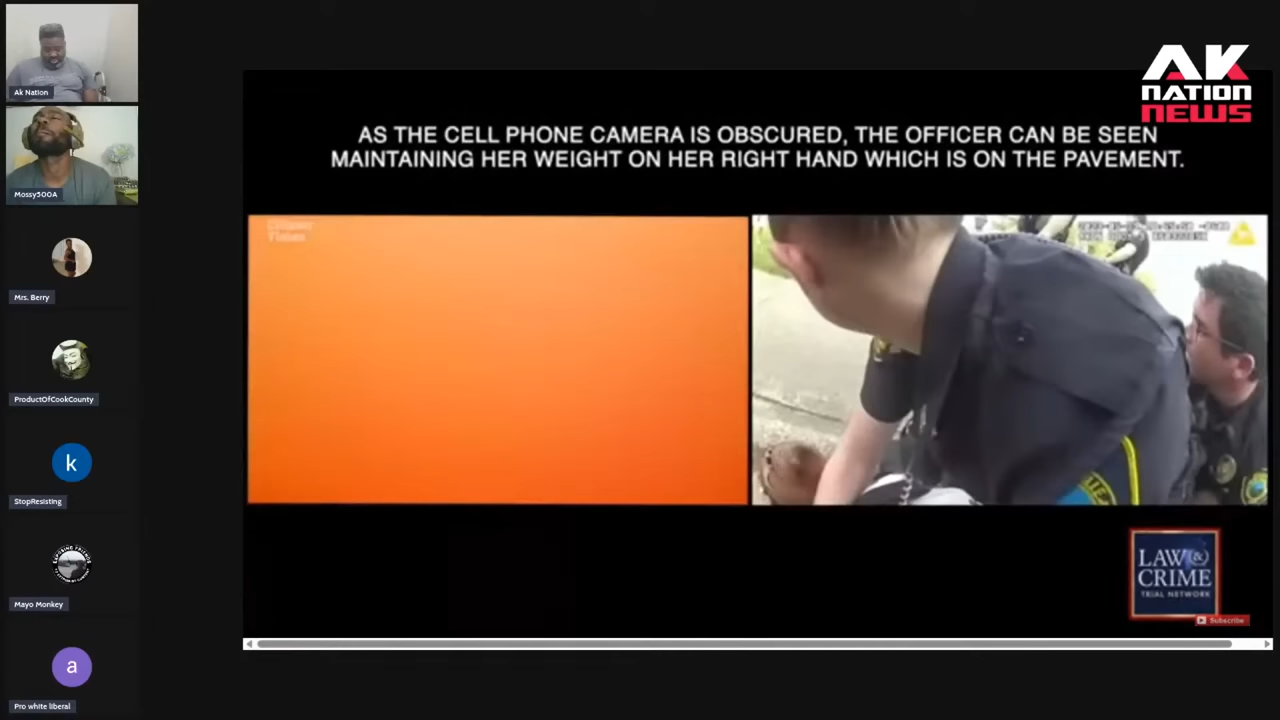 Ak Nation
Mossy500A
Mrs. Berry
ProductOfCookCounty
k
StopResisting
Mayo Monkey
a
Pro white liberal
AK
NATION
NEWS
AS THE CELL PHONE CAMERA IS OBSCURED, THE OFFICER CAN BE SEEN
MAINTAINING HER WEIGHT ON HER RIGHT HAND WHICH IS ON THE PAVEMENT.
Citizen
Times
LAW &
CRIME
TRIAL NETWORK
Subscribe